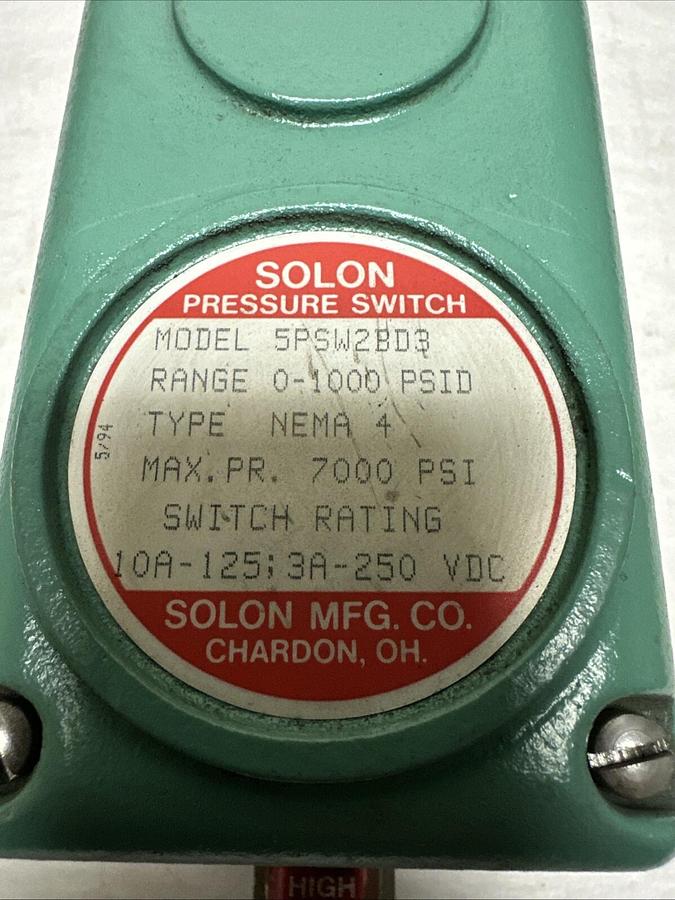 SOLON
PRESSURE SWITCH
MODEL 5PSW2BD3
RANGE 0-1000 PSID
TYPE NEMA 4
5/94
MAX.PR. 7000 PSI
SWITCH RATING
10A-125;3A-250 VDC
SOLON MFG. CO.
CHARDON, OH.
HIGH